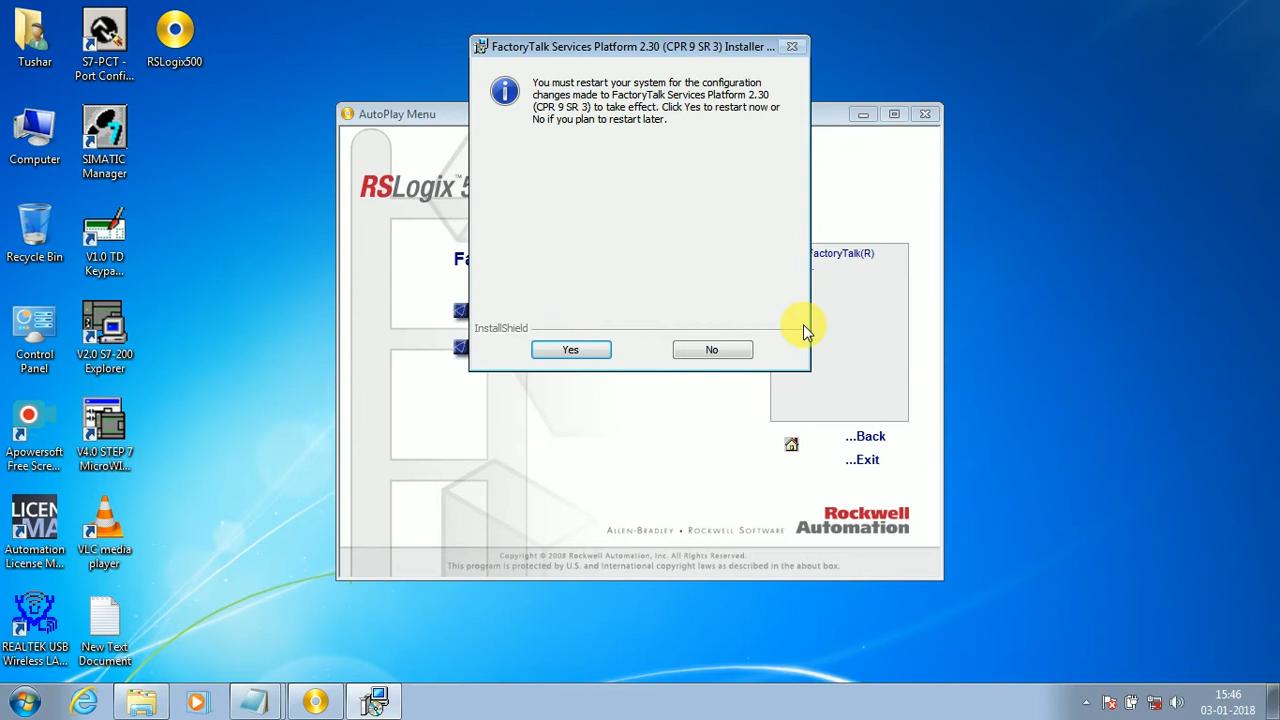 Tushar
S7-PCT -
Port Confi...
RSLogix500
Computer
SIMATIC
Manager
Recycle Bin
V1.0 TD
Keypa...
Control
Panel
V2.0 S7-200
Explorer
Apowersoft
Free Scre...
V4.0 STEP 7
MicroWI...
LICEN
MA
Automation
License M...
VLC media
player
REALTEK USB
Wireless LA...
New Text
Document
FactoryTalk Services Platform 2.30 (CPR 9 SR 3) Installer ...
You must restart your system for the configuration
changes made to FactoryTalk Services Platform 2.30
(CPR 9 SR 3) to take effect. Click Yes to restart now or
No if you plan to restart later.
InstallShield
Yes
No
AutoPlay Menu
RSLogix™ 5
Fa
FactoryTalk(R)
...Back
...Exit
ALLEN-BRADLEY • ROCKWELL SOFTWARE
Rockwell
Automation
Copyright © 2008 Rockwell Automation, Inc. All Rights Reserved.
This program is protected by U.S. and International copyright laws as described in the about box.
15:46
03-01-2018